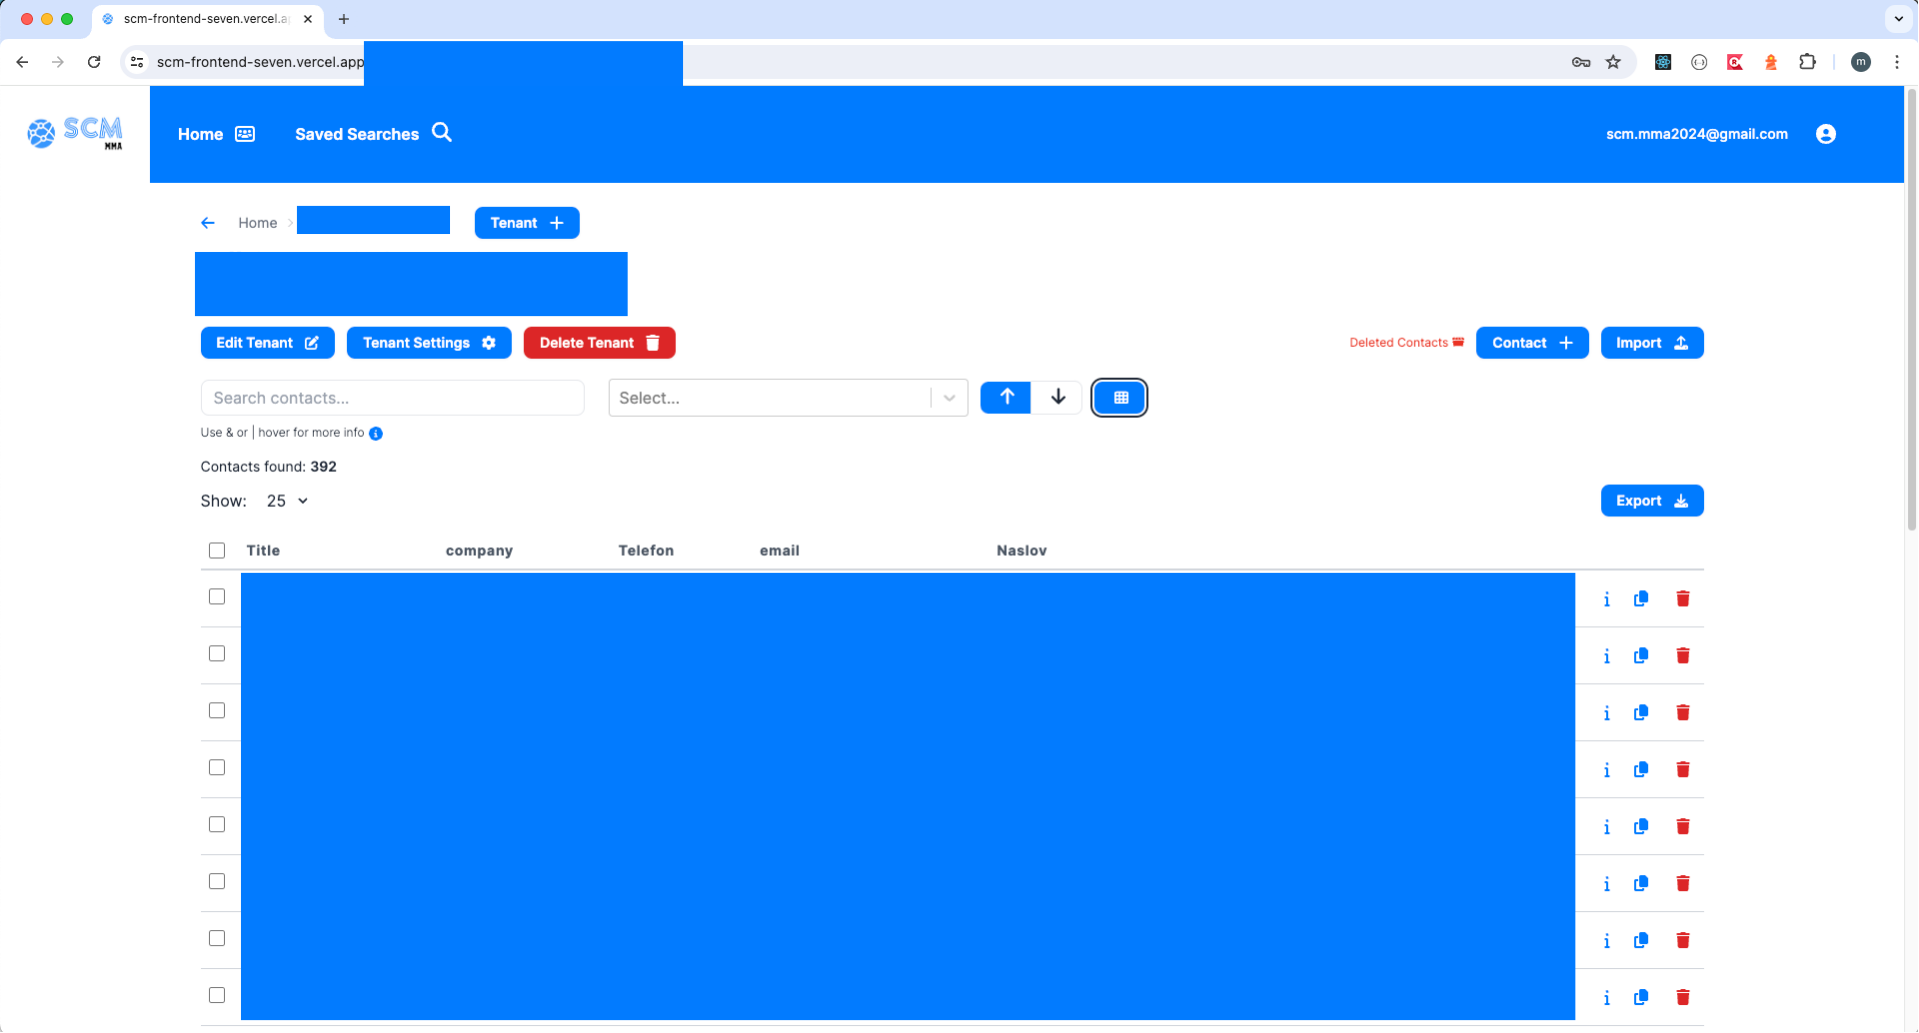 scm-frontend-seven.vercel.a
scm-frontend-seven.vercel.app
m
SCM
MMA
Home
Saved Searches
scm.mma2024@gmail.com
Home
Tenant
Edit Tenant
Tenant Settings
Delete Tenant
Deleted Contacts
Contact
Import
Search contacts...
Select...
Use & or | hover for more info
Contacts found: 392
Show: 25
Export
Title company Telefon email Naslov